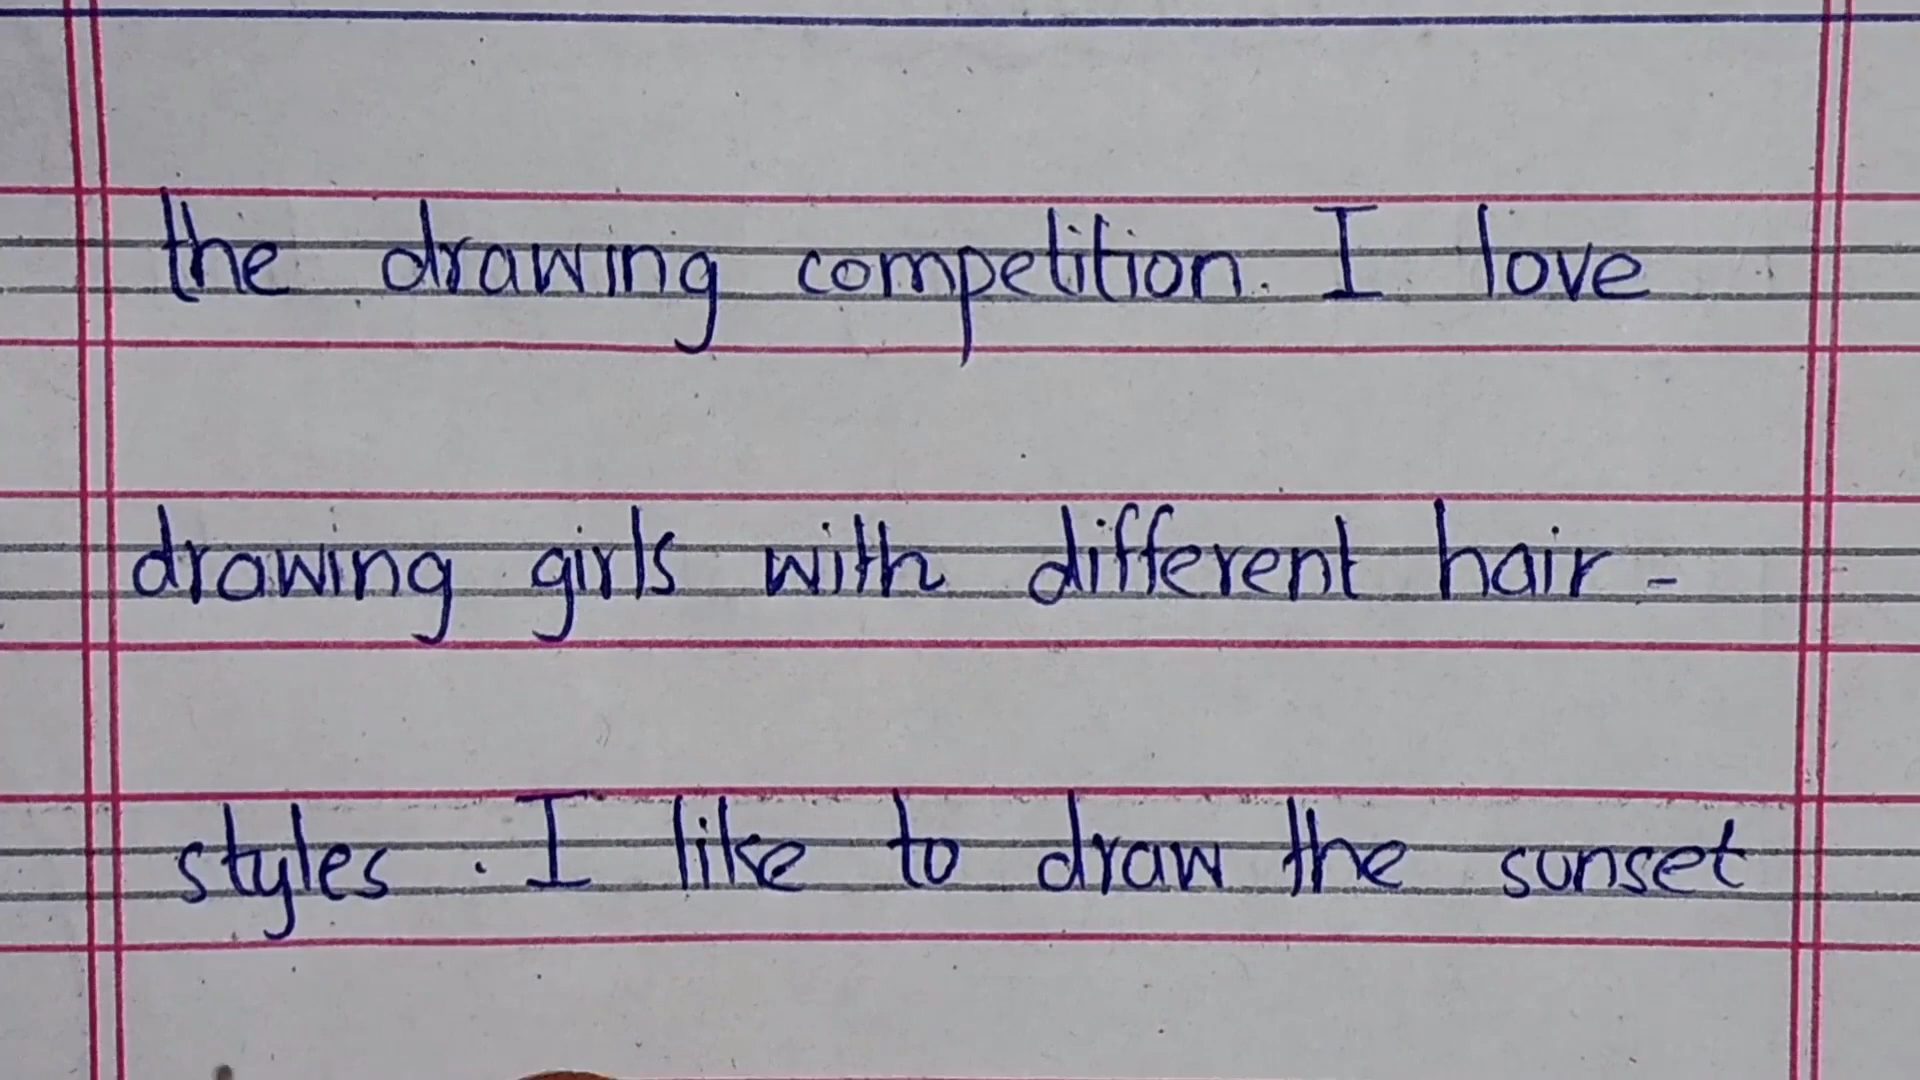 the drawing competition. I love
drawing girls with different hair-
styles. I like to draw the sunset